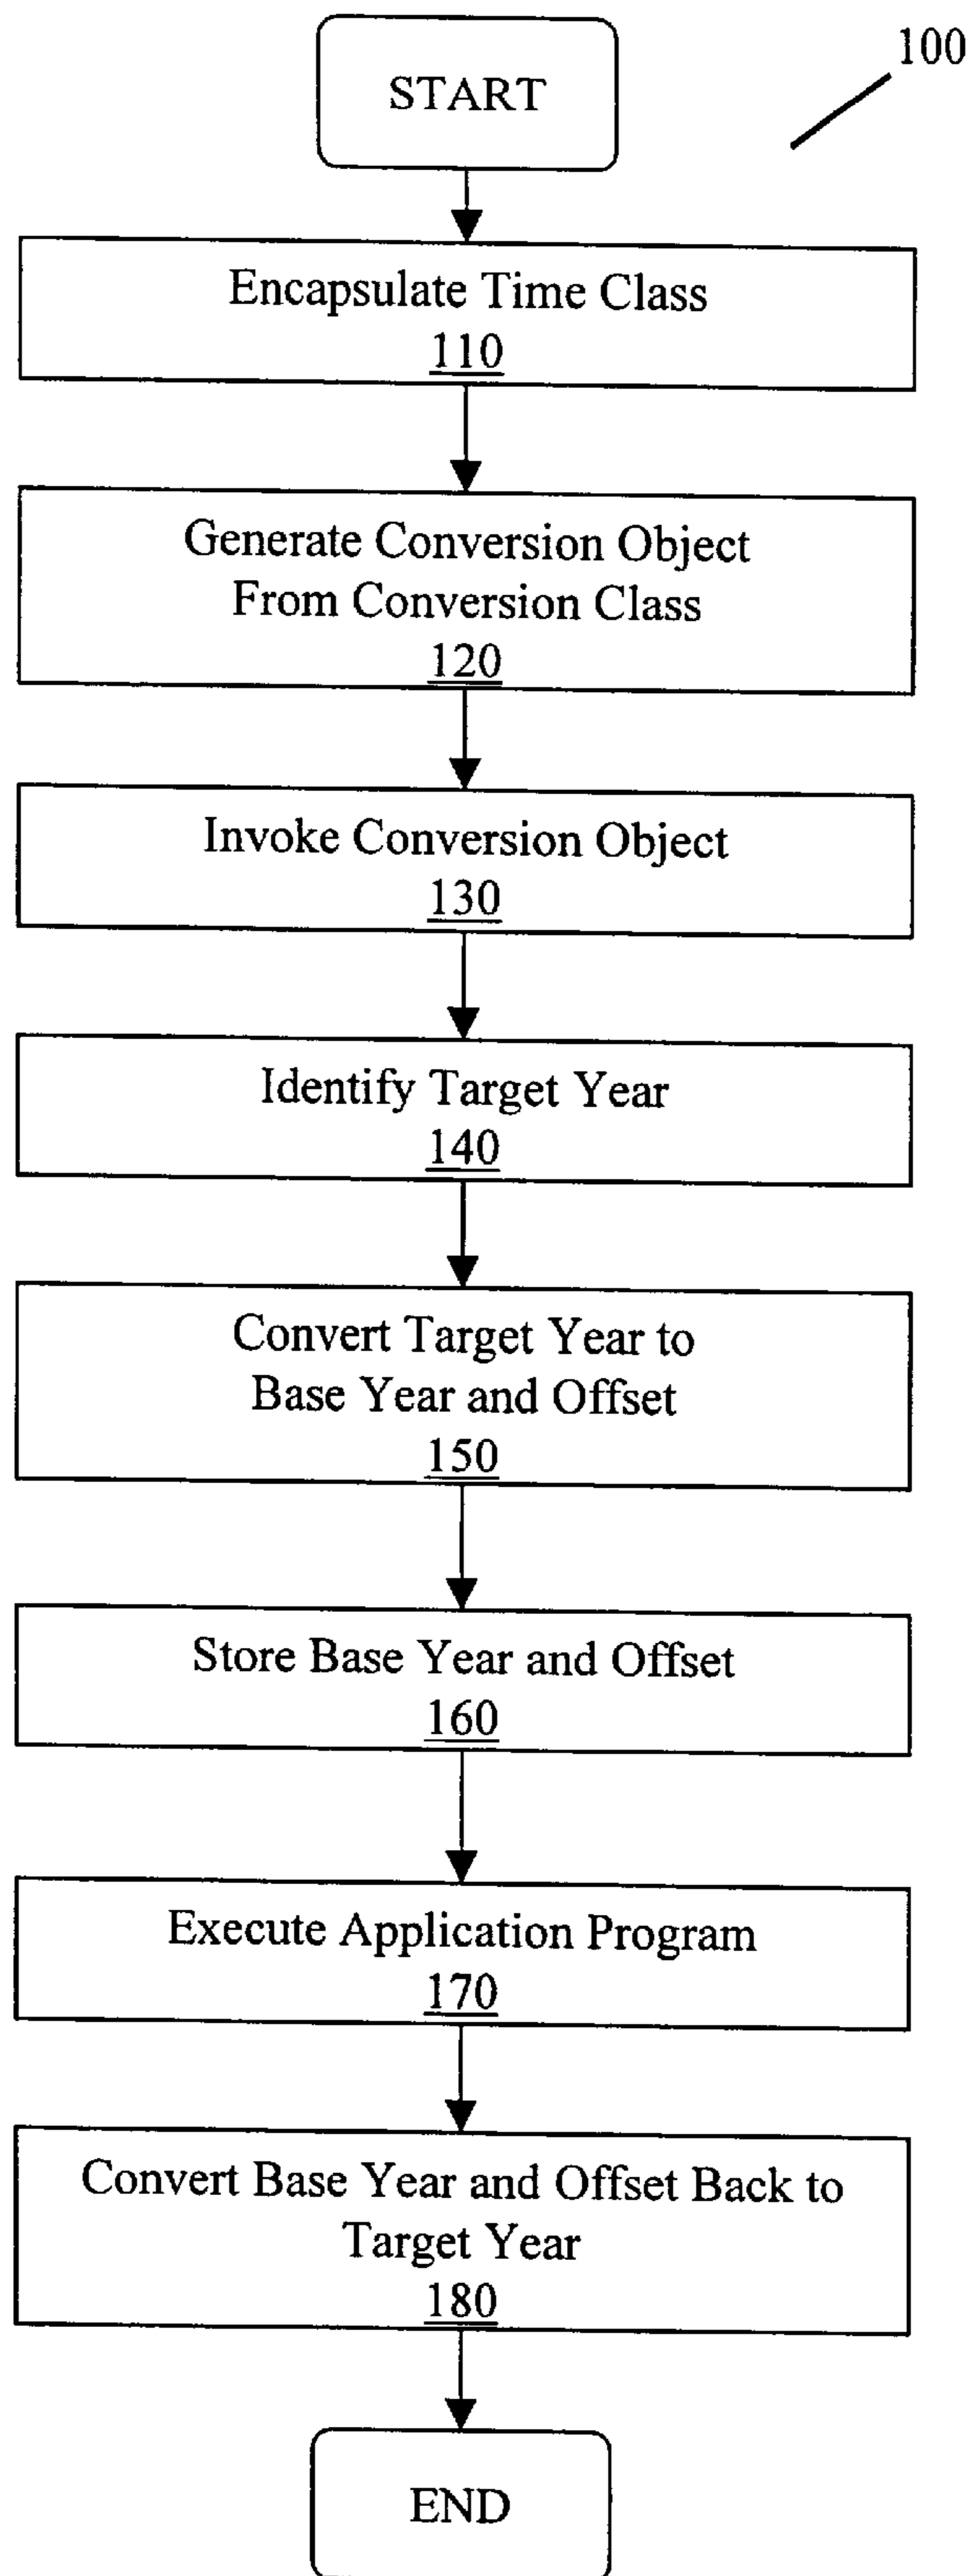 100
START
Encapsulate Time Class
110
Generate Conversion Object
From Conversion Class
120
Invoke Conversion Object
130
Identify Target Year
140
Convert Target Year to
Base Year and Offset
150
Store Base Year and Offset
160
Execute Application Program
170
Convert Base Year and Offset Back to
Target Year
180
END